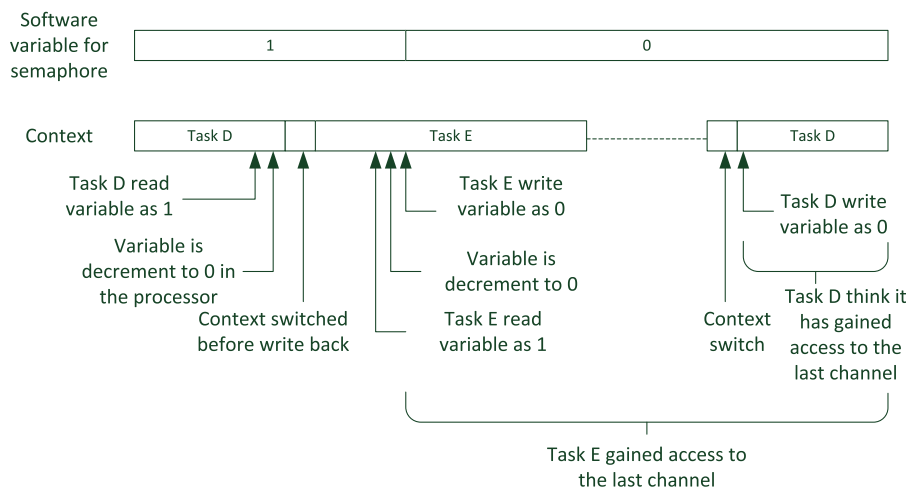 Software
variable for
semaphore
1
0
Context
Task D
Task E
Task D
Task D read
variable as 1
Task E write
variable as 0
Task D write
variable as 0
Variable is
decrement to 0 in
the processor
Variable is
decrement to 0
Context switched
before write back
Task E read
variable as 1
Context
switch
Task D think it
has gained
access to the
last channel
Task E gained access to
the last channel